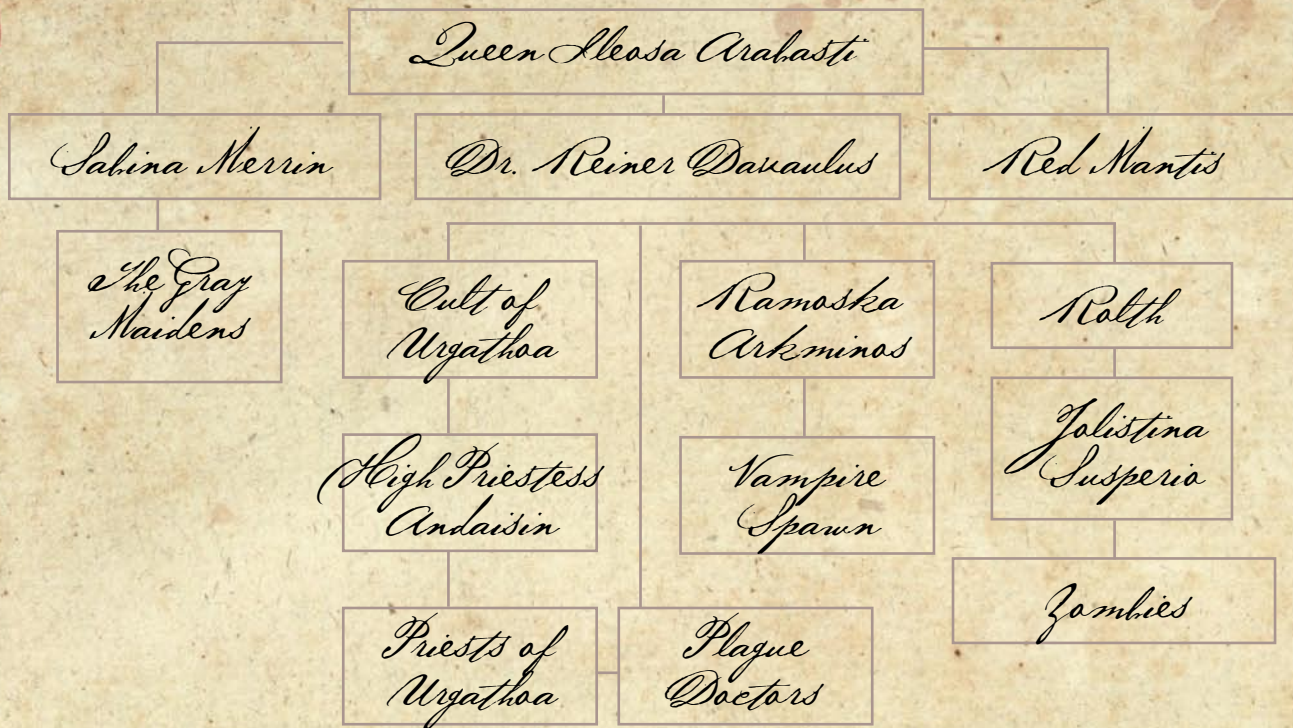 Queen Ileosa Arabasti
Sabina Merrin
Dr. Reiner Davaulus
Red Mantis
The Gray
Maidens
Cult of
Urgathoa
Ramoska
Arkminos
Rolth
High Priestess
Andaisin
Vampire
Spawn
Jolistina
Susperio
Zombies
Priests of
Urgathoa
Plague
Doctors